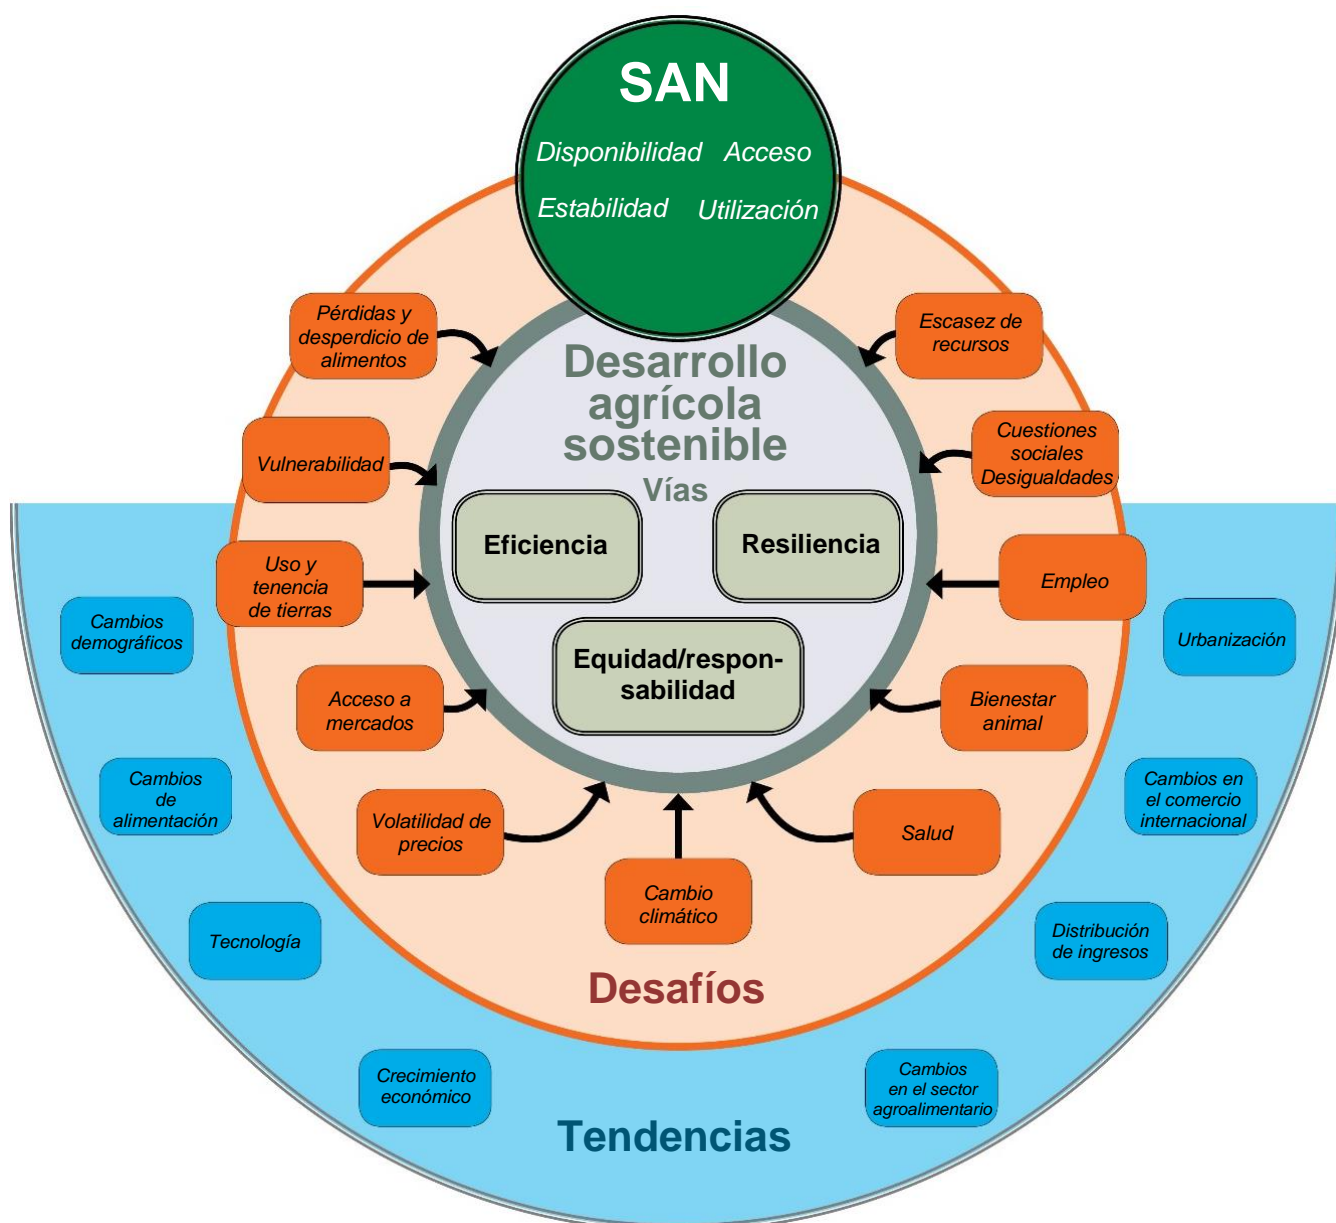 SAN
Disponibilidad Acceso
Estabilidad Utilización
Desarrollo
agrícola
sostenible
Vías
Eficiencia
Resiliencia
Equidad/respon-
sabilidad
Pérdidas y
desperdicio de
alimentos
Vulnerabilidad
Uso y
tenencia
de tierras
Acceso a
mercados
Volatilidad de
precios
Cambio
climático
Salud
Bienestar
animal
Empleo
Cuestiones
sociales
Desigualdades
Escasez de
recursos
Desafíos
Cambios
demográficos
Cambios
de
alimentación
Tecnología
Crecimiento
económico
Cambios
en el sector
agroalimentario
Distribución
de ingresos
Cambios en
el comercio
internacional
Urbanización
Tendencias